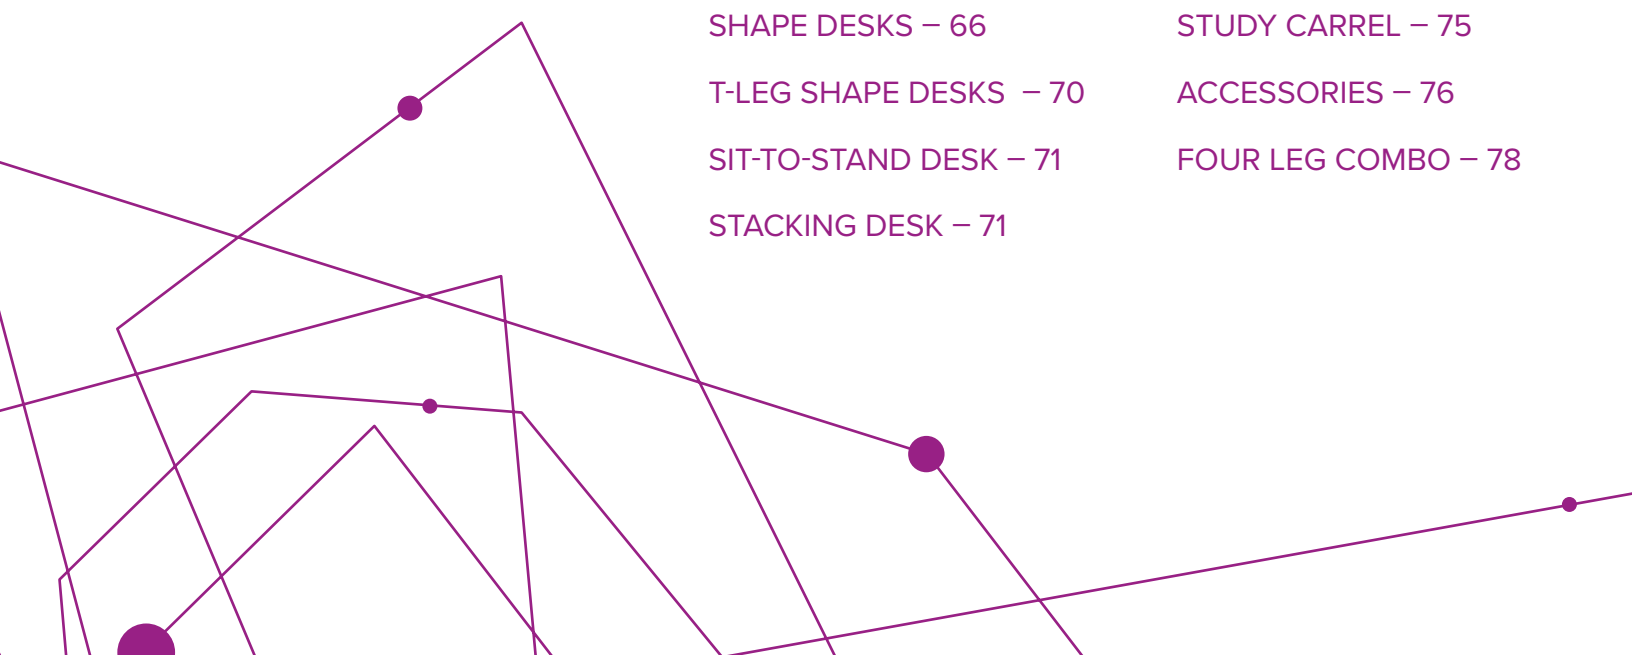 SHAPE DESKS – 66
T-LEG SHAPE DESKS – 70
SIT-TO-STAND DESK – 71
STACKING DESK – 71
STUDY CARREL – 75
ACCESSORIES – 76
FOUR LEG COMBO – 78